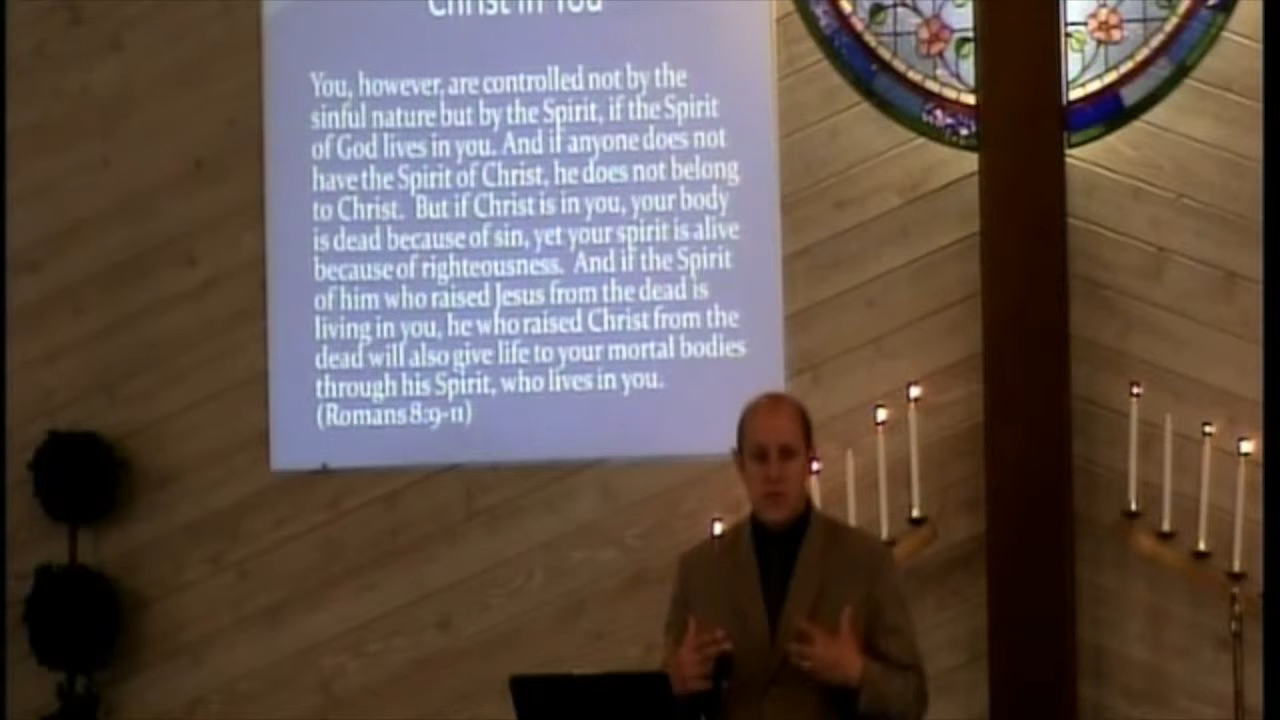 Christ in You
You, however, are controlled not by the
sinful nature but by the Spirit, if the Spirit
of God lives in you. And if anyone does not
have the Spirit of Christ, he does not belong
to Christ. But if Christ is in you, your body
is dead because of sin, yet your spirit is alive
because of righteousness. And if the Spirit
of him who raised Jesus from the dead is
living in you, he who raised Christ from the
dead will also give life to your mortal bodies
through his Spirit, who lives in you.
(Romans 8:9-11)